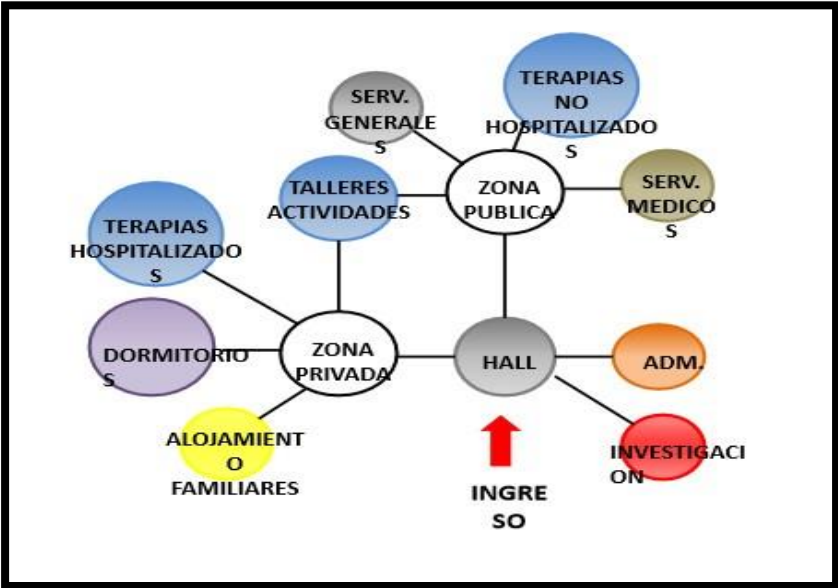 TERAPIAS
NO
HOSPITALIZADO
S
SERV.
GENERALE
S
TALLERES
ACTIVIDADES
ZONA
PUBLICA
SERV.
MEDICO
S
TERAPIAS
HOSPITALIZADO
S
DORMITORIO
S
ZONA
PRIVADA
HALL
ADM.
ALOJAMIENT
O
FAMILIARES
INVESTIGACI
ON
INGRE
SO